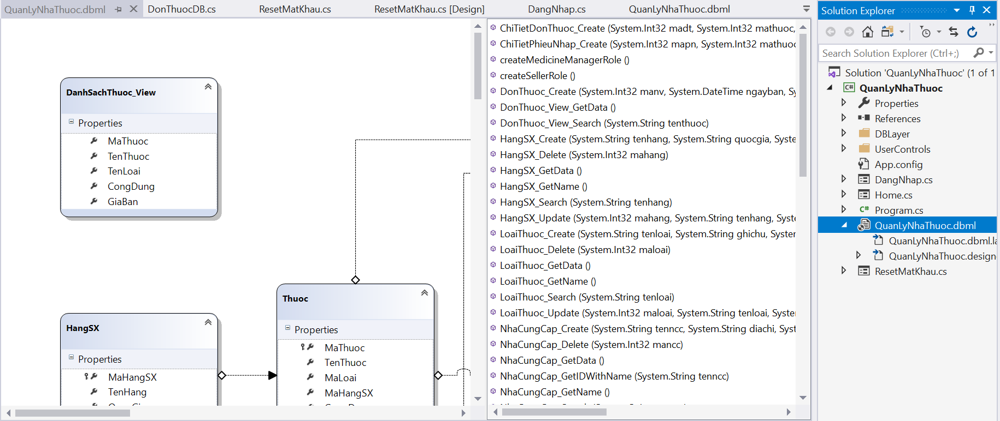 QuanLyNhaThuoc.dbml
DonThuocDB.cs
ResetMatKhau.cs
ResetMatKhau.cs [Design]
DangNhap.cs
QuanLyNhaThuoc.dbml
DanhSachThuoc_View
Properties
MaThuoc
TenThuoc
TenLoai
CongDung
GiaBan
HangSX
Properties
MaHangSX
TenHang
Thuoc
Properties
MaThuoc
TenThuoc
MaLoai
MaHangSX
ChiTietDonThuoc_Create (System.Int32 madt, System.Int32 mathuoc,
ChiTietPhieuNhap_Create (System.Int32 mapn, System.Int32 mathuoc
createMedicineManagerRole ()
createSellerRole ()
DonThuoc_Create (System.Int32 manv, System.DateTime ngayban, Sy
DonThuoc_View_GetData ()
DonThuoc_View_Search (System.String tenthuoc)
HangSX_Create (System.String tenhang, System.String quocgia, Syste
HangSX_Delete (System.Int32 mahang)
HangSX_GetData ()
HangSX_GetName ()
HangSX_Search (System.String tenhang)
HangSX_Update (System.Int32 mahang, System.String tenhang, Syste
LoaiThuoc_Create (System.String tenloai, System.String ghichu, System
LoaiThuoc_Delete (System.Int32 maloai)
LoaiThuoc_GetData ()
LoaiThuoc_GetName ()
LoaiThuoc_Search (System.String tenloai)
LoaiThuoc_Update (System.Int32 maloai, System.String tenloai, System
NhaCungCap_Create (System.String tenncc, System.String diachi, Syst
NhaCungCap_Delete (System.Int32 mancc)
NhaCungCap_GetData ()
NhaCungCap_GetIDWithName (System.String tenncc)
NhaCungCap_GetName ()
Solution Explorer
Search Solution Explorer (Ctrl+;)
Solution 'QuanLyNhaThuoc' (1 of 1
C# QuanLyNhaThuoc
Properties
References
DBLayer
UserControls
App.config
DangNhap.cs
Home.cs
C# Program.cs
QuanLyNhaThuoc.dbml
QuanLyNhaThuoc.dbml.la
QuanLyNhaThuoc.design
ResetMatKhau.cs